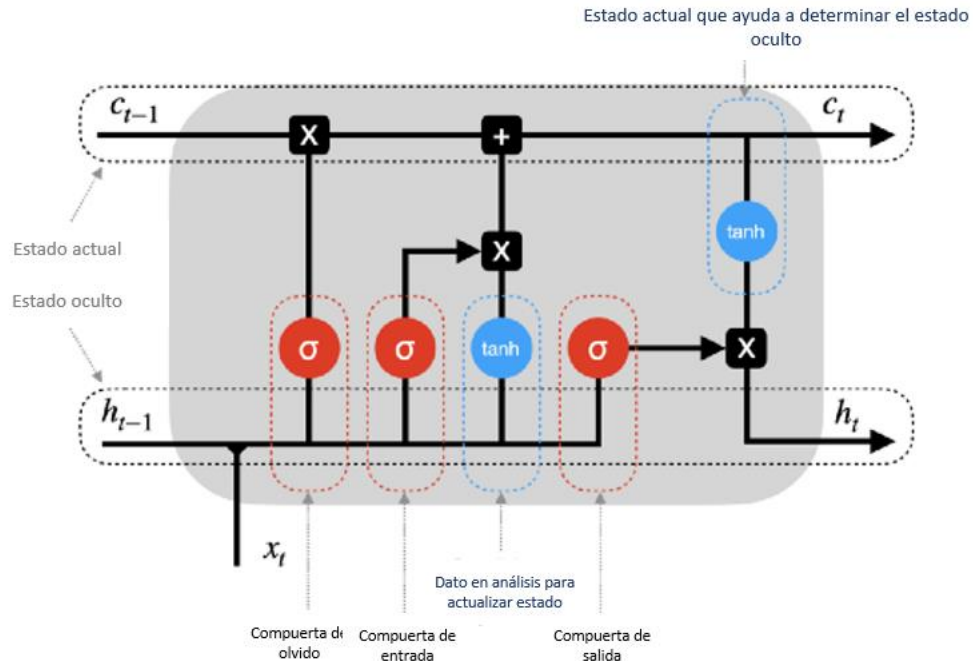 Estado actual que ayuda a determinar el estado
oculto
c_{t-1}
c_t
X
+
Estado actual
X
tanh
Estado oculto
σ
σ
tanh
σ
X
h_{t-1}
h_t
x_t
Dato en análisis para
actualizar estado
Compuerta de
olvido
Compuerta de
entrada
Compuerta de
salida